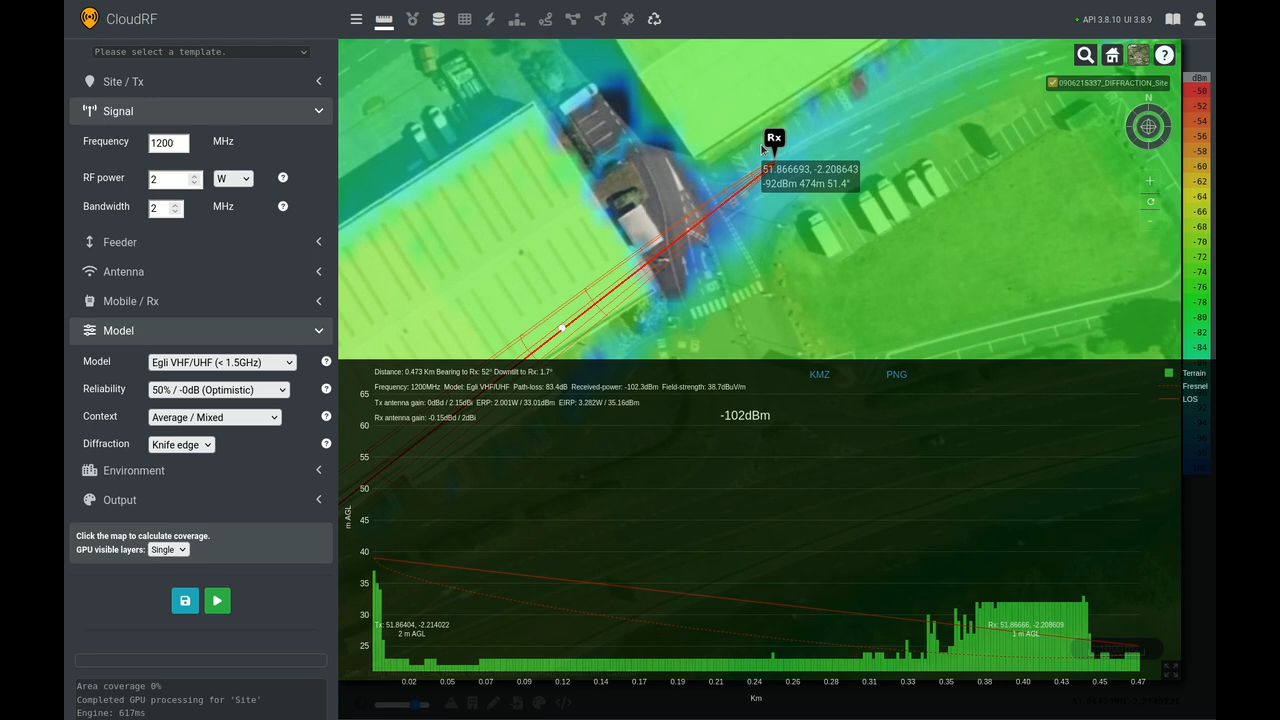 CloudRF
API 3.8.10 UI 3.8.9
Please select a template.
Site / Tx
Signal
Frequency 1200 MHz
RF power 2 W
Bandwidth 2 MHz
Feeder
Antenna
Mobile / Rx
Model
Model Egli VHF/UHF (< 1.5GHz)
Reliability 50% / -0dB (Optimistic)
Context Average / Mixed
Diffraction Knife edge
Environment
Output
Click the map to calculate coverage.
GPU visible layers: Single
Area coverage 0%
Completed GPU processing for 'Site'
Engine: 617ms
0906215337_DIFFRACTION_Site
N
Rx
51.866693, -2.208643
-92dBm 474m 51.4°
dBm
-50
-52
-54
-56
-58
-60
-62
-64
-66
-68
-70
-72
-74
-76
-78
-80
-82
-84
Distance: 0.473 Km Bearing to Rx: 52° Downtilt to Rx: 1.7°
Frequency: 1200MHz Model: Egli VHF/UHF Path-loss: 83.4dB Received-power: -102.3dBm Field-strength: 38.7dBuV/m
Tx antenna gain: 0dBd / 2.15dBi ERP: 2.001W / 33.01dBm EIRP: 3.282W / 35.16dBm
Rx antenna gain: -0.15dBd / 2dBi
KMZ PNG
-102dBm
Terrain
Fresnel
LOS
65
60
55
50
45
40
35
30
25
m AGL
Tx: 51.86404, -2.214022
2 m AGL
Rx: 51.86666, -2.208609
1 m AGL
0.02 0.04 0.06 0.07 0.09 0.12 0.14 0.17 0.19 0.21 0.24 0.26 0.28 0.31 0.33 0.35 0.38 0.40 0.43 0.45 0.47
Km